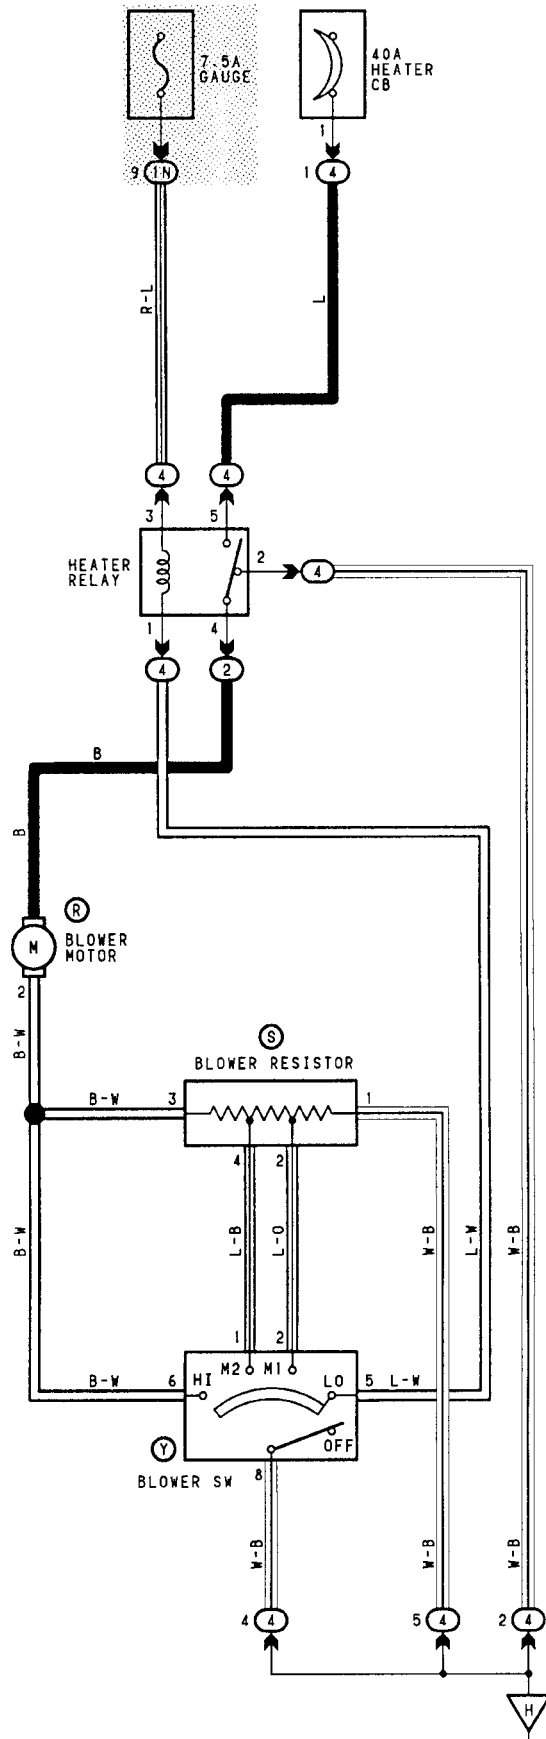 7.5A
GAUGE
40A
HEATER
CB
1
9 1N
1 4
R-L
L
4 4
3 5
HEATER
RELAY
2
4
1 4
4 2
B
B
R
BLOWER
MOTOR
M
2
B-W
S
BLOWER RESISTOR
B-W 3 1
4 2
B-W
L-B
L-O
W-B
L-W
W-B
1 2
M2 M1
B-W 6 HI LO 5 L-W
OFF
Y
BLOWER SW 8
W-B
W-B
W-B
4 4
5 4
2 4
H